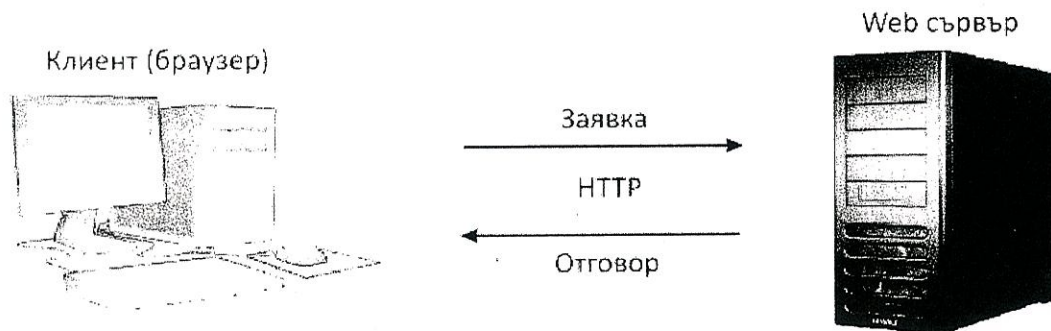 Web сървър
Клиент (браузер)
Заявка
HTTP
Отговор